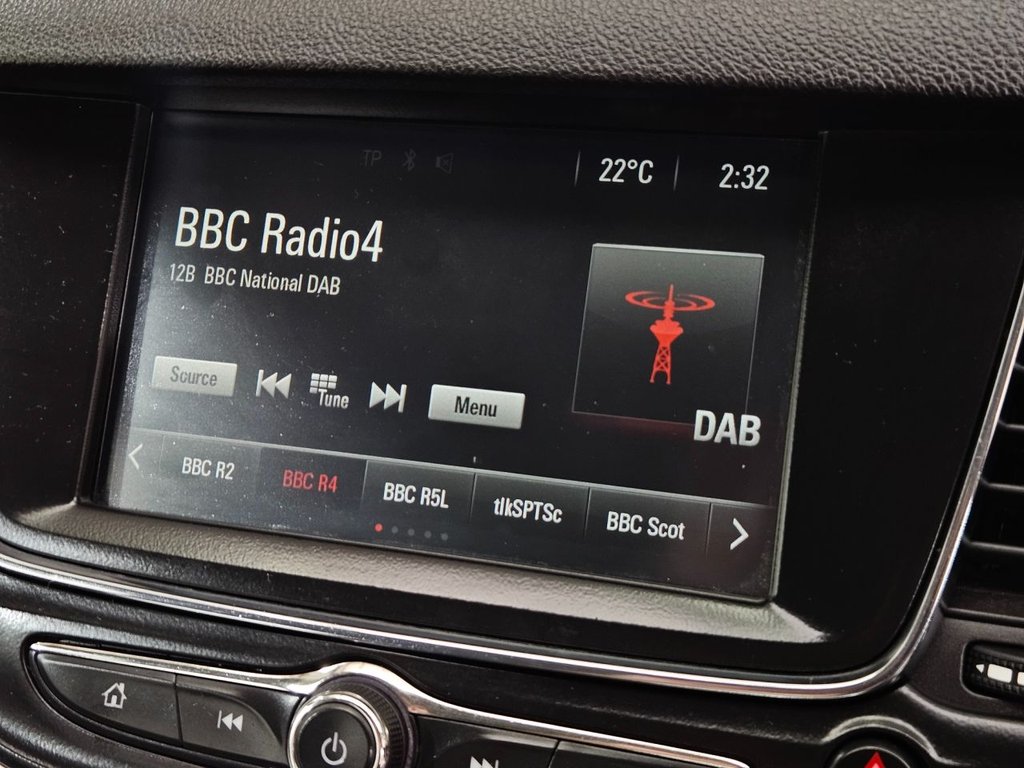 TP
22°C 2:32
BBC Radio4
12B BBC National DAB
Source Tune Menu
DAB
BBC R2 BBC R4 BBC R5L tlkSPTSc BBC Scot